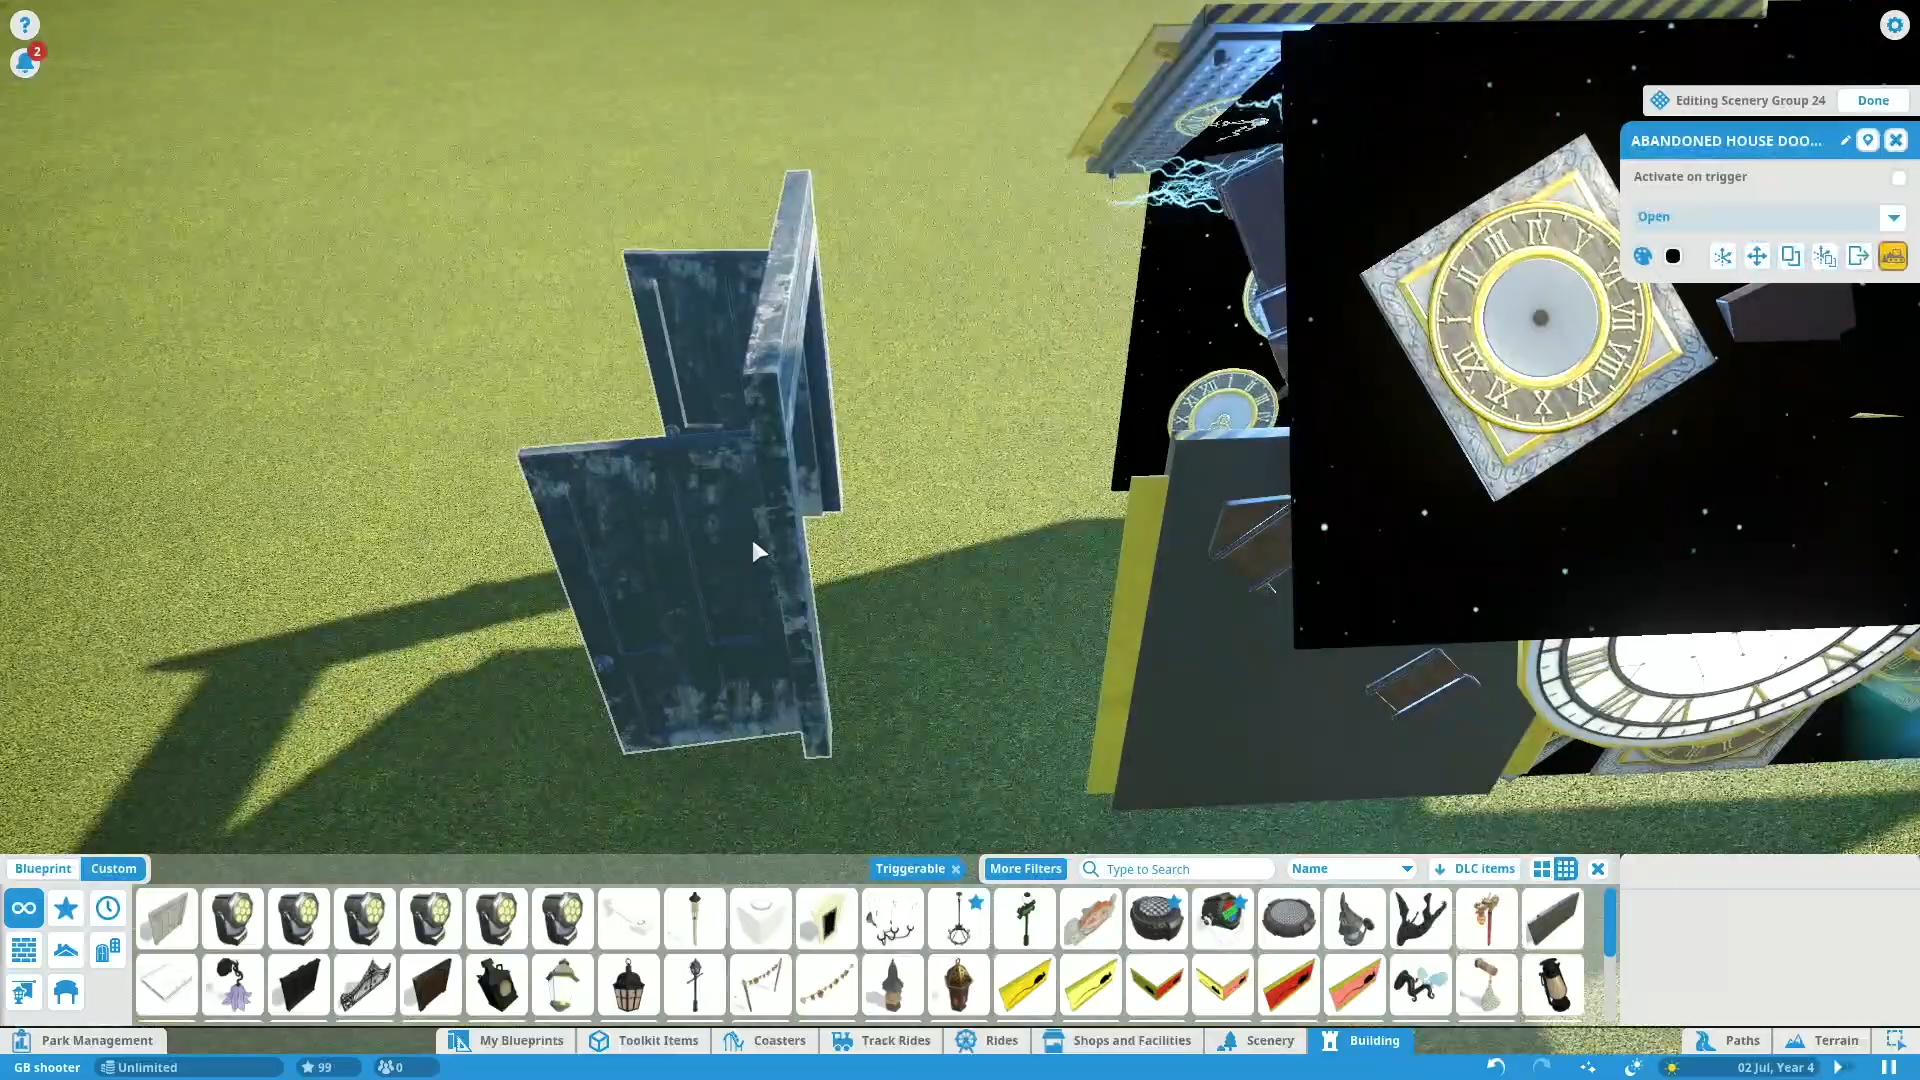 ?
2
Editing Scenery Group 24 Done
ABANDONED HOUSE DOO...
Activate on trigger
Open
Blueprint Custom
Triggerable More Filters Type to Search Name DLC items
Park Management My Blueprints Toolkit Items Coasters Track Rides Rides Shops and Facilities Scenery Building Paths Terrain
GB shooter Unlimited 99 0 02 Jul, Year 4